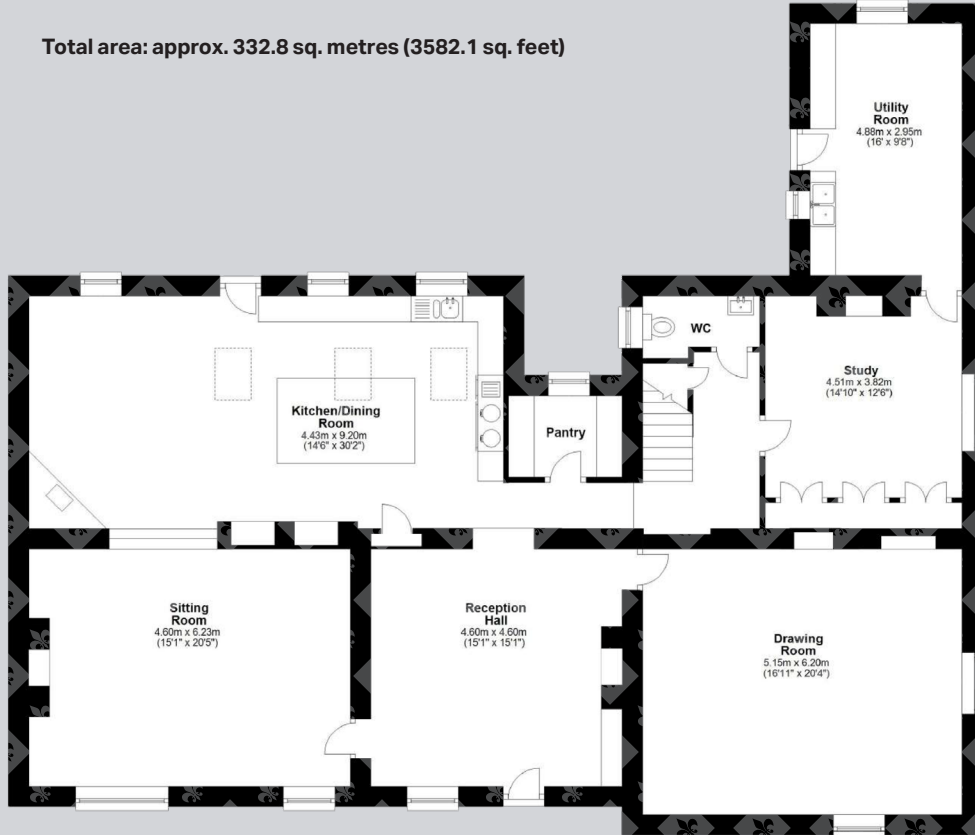 Total area: approx. 332.8 sq. metres (3582.1 sq. feet)
Utility
Room
4.88m x 2.95m
(16' x 9'8")
WC
Study
4.51m x 3.82m
(14'10" x 12'6")
Kitchen/Dining
Room
4.43m x 9.20m
(14'6" x 30'2")
Pantry
Sitting
Room
4.60m x 6.23m
(15'1" x 20'5")
Reception
Hall
4.60m x 4.60m
(15'1" x 15'1")
Drawing
Room
5.15m x 6.20m
(16'11" x 20'4")